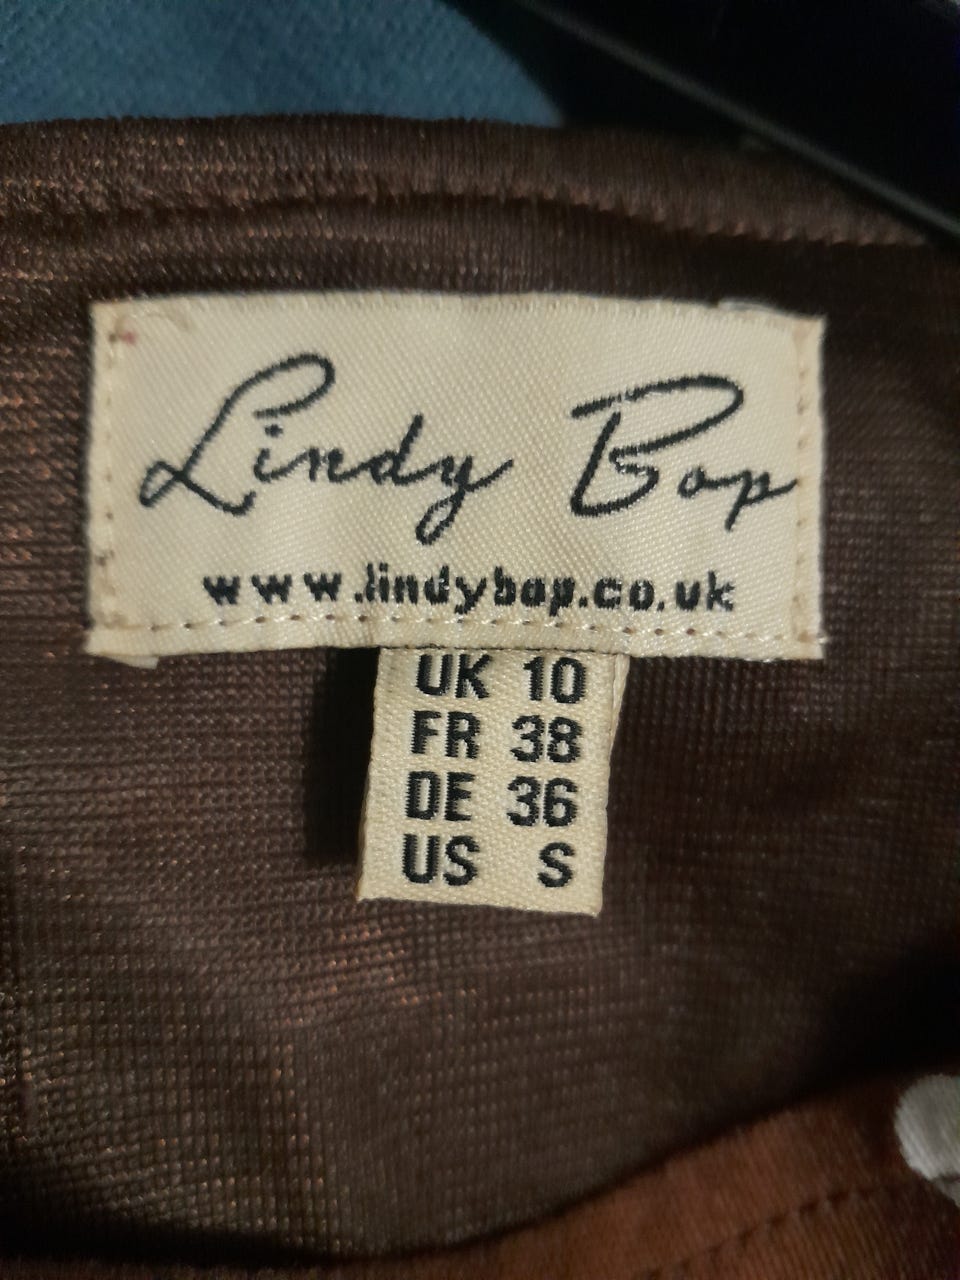 Lindy Bop
www.lindybop.co.uk
UK 10
FR 38
DE 36
US S